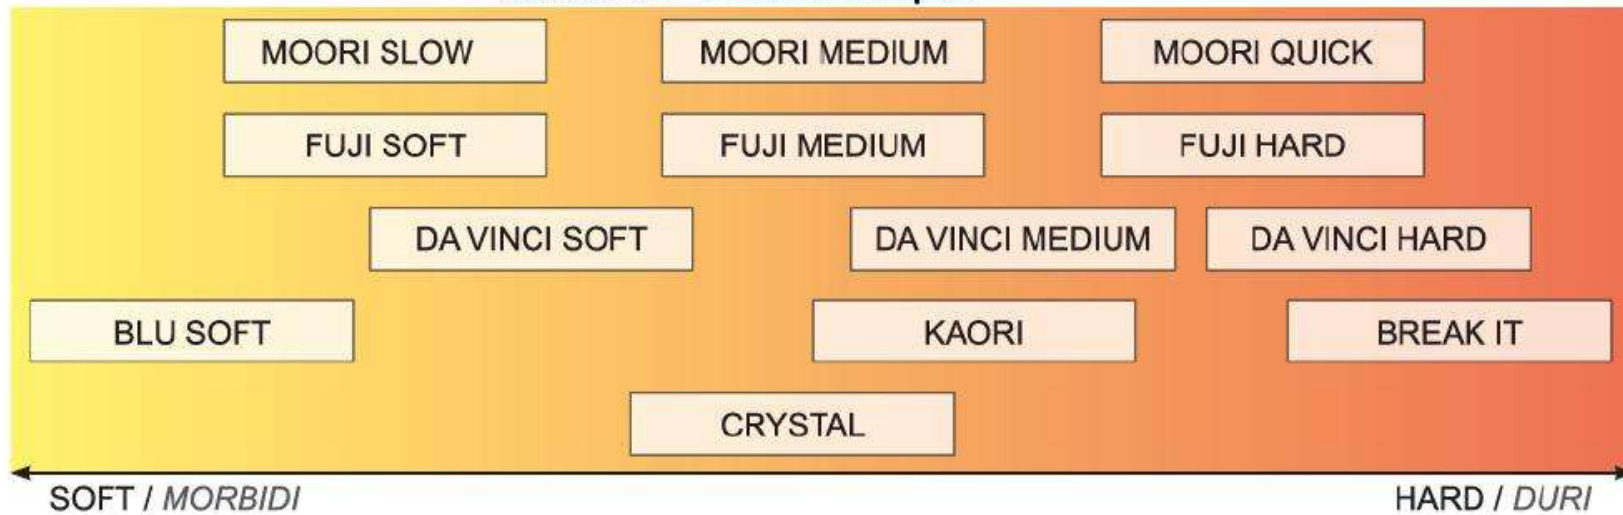 MOORI SLOW MOORI MEDIUM MOORI QUICK
FUJI SOFT FUJI MEDIUM FUJI HARD
DA VINCI SOFT DA VINCI MEDIUM DA VINCI HARD
BLU SOFT KAORI BREAK IT
CRYSTAL
SOFT / MORBIDI HARD / DURI